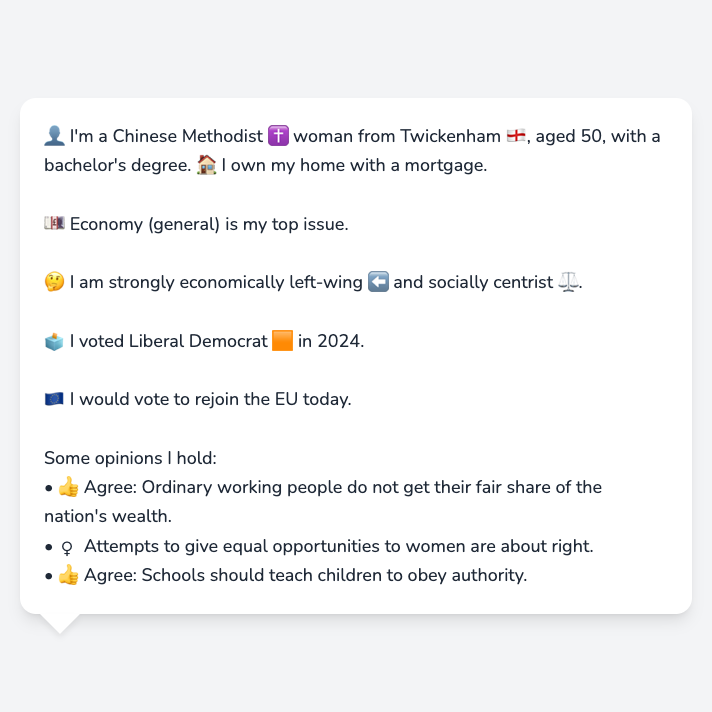 👤 I'm a Chinese Methodist ✝️ woman from Twickenham 🏴󠁧󠁢󠁥󠁮󠁧󠁿, aged 50, with a
bachelor's degree. 🏠 I own my home with a mortgage.
💷 Economy (general) is my top issue.
🤔 I am strongly economically left-wing ⬅️ and socially centrist ⚖️.
🗳️ I voted Liberal Democrat 🟧 in 2024.
🇪🇺 I would vote to rejoin the EU today.
Some opinions I hold:
• 👍 Agree: Ordinary working people do not get their fair share of the
nation's wealth.
• ♀ Attempts to give equal opportunities to women are about right.
• 👍 Agree: Schools should teach children to obey authority.